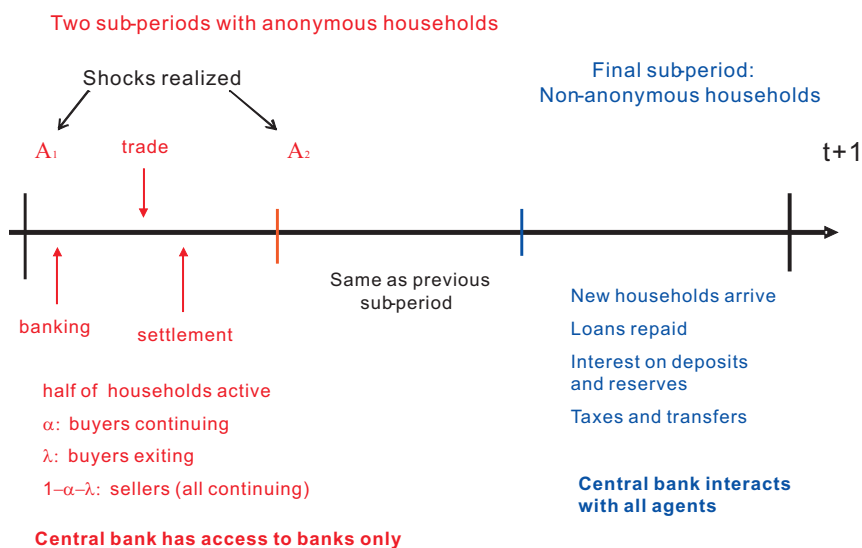 Two sub-periods with anonymous households
Shocks realized
Final sub-period:
Non-anonymous households
A₁
trade
A₂
t+1
banking
settlement
Same as previous
sub-period
New households arrive
Loans repaid
Interest on deposits
and reserves
Taxes and transfers
half of households active
α: buyers continuing
λ: buyers exiting
1–α–λ: sellers (all continuing)
Central bank has access to banks only
Central bank interacts
with all agents